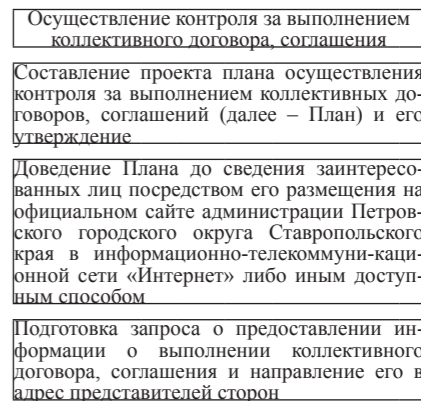 Осуществление контроля за выполнением
коллективного договора, соглашения
Составление проекта плана осуществления
контроля за выполнением коллективных до-
говоров, соглашений (далее – План) и его
утверждение
Доведение Плана до сведения заинтересо-
ванных лиц посредством его размещения на
официальном сайте администрации Петров-
ского городского округа Ставропольского
края в информационно-телекоммуни-каци-
онной сети «Интернет» либо иным доступ-
ным способом
Подготовка запроса о предоставлении ин-
формации о выполнении коллективного
договора, соглашения и направление его в
адрес представителей сторон